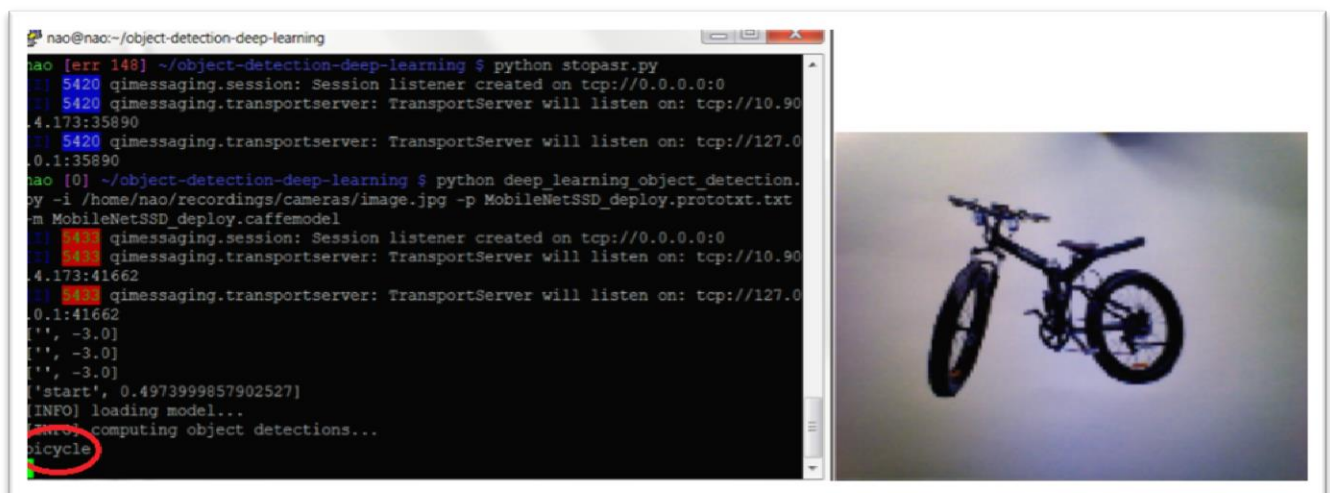 nao@nao:~/object-detection-deep-learning
nao [err 148] ~/object-detection-deep-learning $ python stopasr.py
[I] 5420 qimessaging.session: Session listener created on tcp://0.0.0.0:0
[I] 5420 qimessaging.transportserver: TransportServer will listen on: tcp://10.90
.4.173:35890
[I] 5420 qimessaging.transportserver: TransportServer will listen on: tcp://127.0
.0.1:35890
nao [0] ~/object-detection-deep-learning $ python deep_learning_object_detection.
py -i /home/nao/recordings/cameras/image.jpg -p MobileNetSSD_deploy.prototxt.txt
-m MobileNetSSD_deploy.caffemodel
[I] 5433 qimessaging.session: Session listener created on tcp://0.0.0.0:0
[I] 5433 qimessaging.transportserver: TransportServer will listen on: tcp://10.90
.4.173:41662
[I] 5433 qimessaging.transportserver: TransportServer will listen on: tcp://127.0
.0.1:41662
['', -3.0]
['', -3.0]
['', -3.0]
['start', 0.4973999857902527]
[INFO] loading model...
[INFO] computing object detections...
bicycle